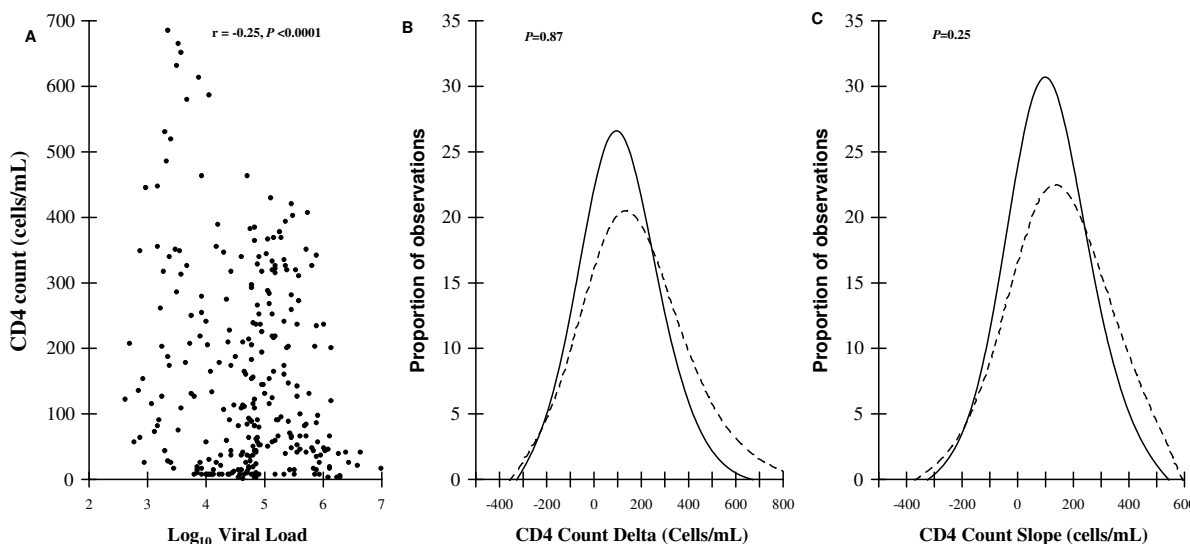 A
r = -0.25, P <0.0001
700
600
500
400
300
200
100
0
CD4 count (cells/mL)
2 3 4 5 6 7
Log10 Viral Load
B
P=0.87
35
30
25
20
15
10
5
0
Proportion of observations
-400 -200 0 200 400 600 800
CD4 Count Delta (Cells/mL)
C
P=0.25
35
30
25
20
15
10
5
0
Proportion of observations
-400 -200 0 200 400 600
CD4 Count Slope (cells/mL)